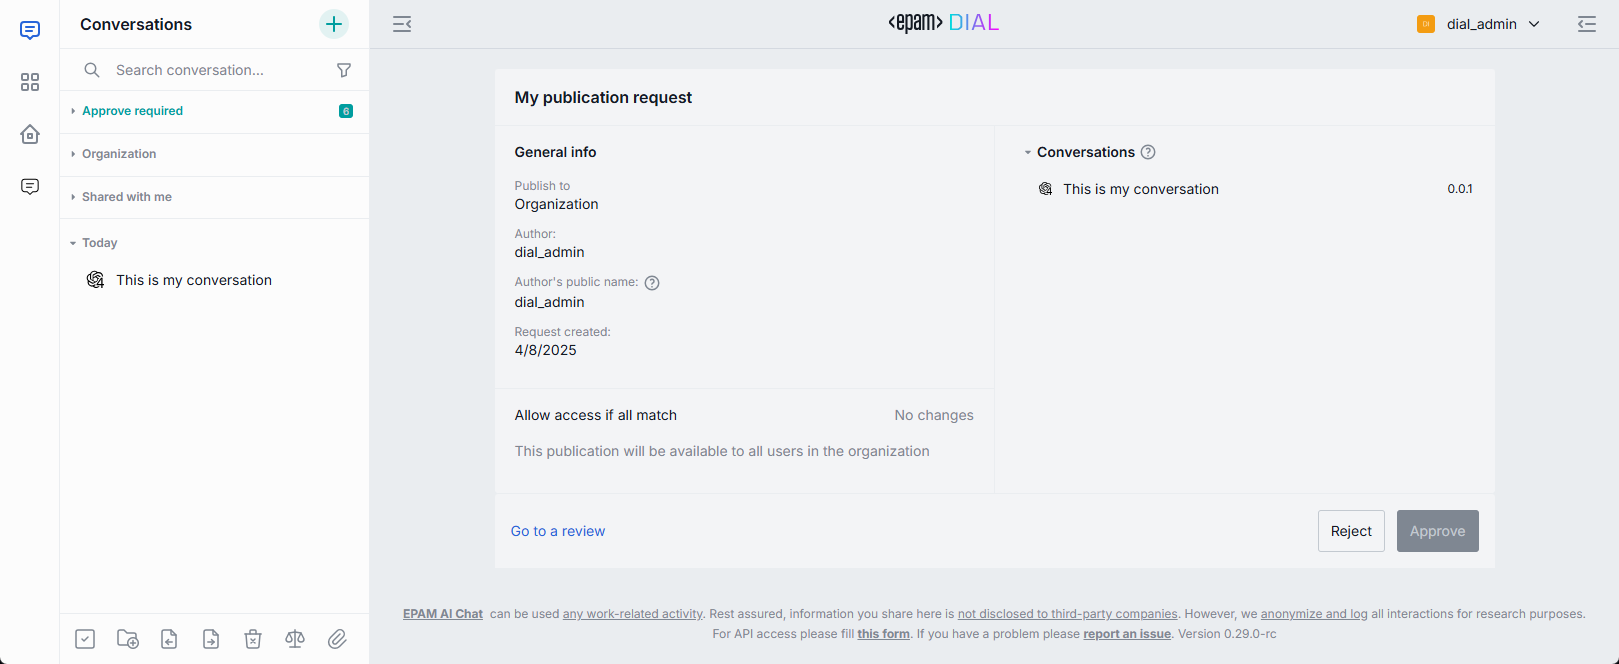 Conversations
Search conversation...
Approve required
6
Organization
Shared with me
Today
This is my conversation
<epam> DIAL
dial_admin
My publication request
General info
Publish to
Organization
Author:
dial_admin
Author's public name:
dial_admin
Request created:
4/8/2025
Allow access if all match
No changes
This publication will be available to all users in the organization
Conversations
This is my conversation
0.0.1
Go to a review
Reject
Approve
EPAM AI Chat can be used any work-related activity. Rest assured, information you share here is not disclosed to third-party companies. However, we anonymize and log all interactions for research purposes.
For API access please fill this form. If you have a problem please report an issue. Version 0.29.0-rc